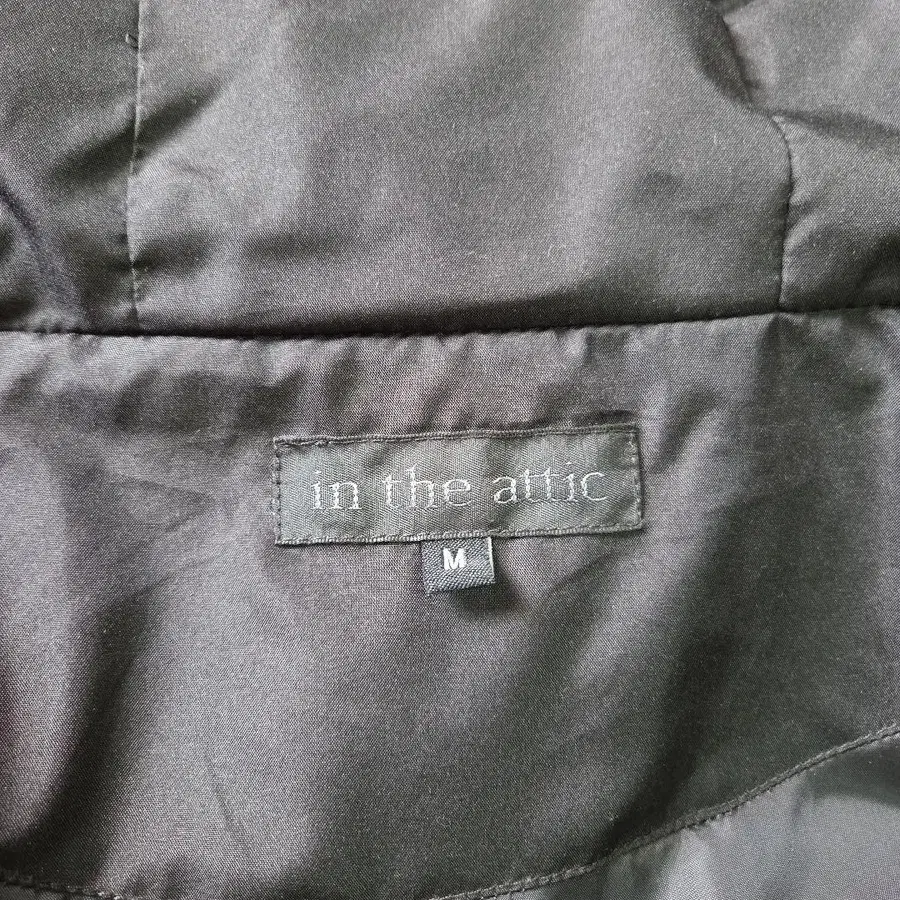 in the attic
M